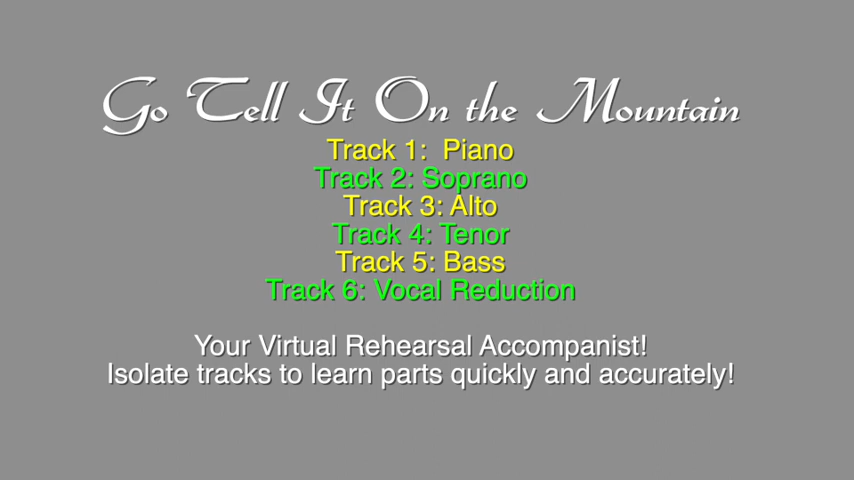 Go Tell It On the Mountain
Track 1:  Piano
Track 2: Soprano
Track 3: Alto
Track 4: Tenor
Track 5: Bass
Track 6: Vocal Reduction
Your Virtual Rehearsal Accompanist!
Isolate tracks to learn parts quickly and accurately!